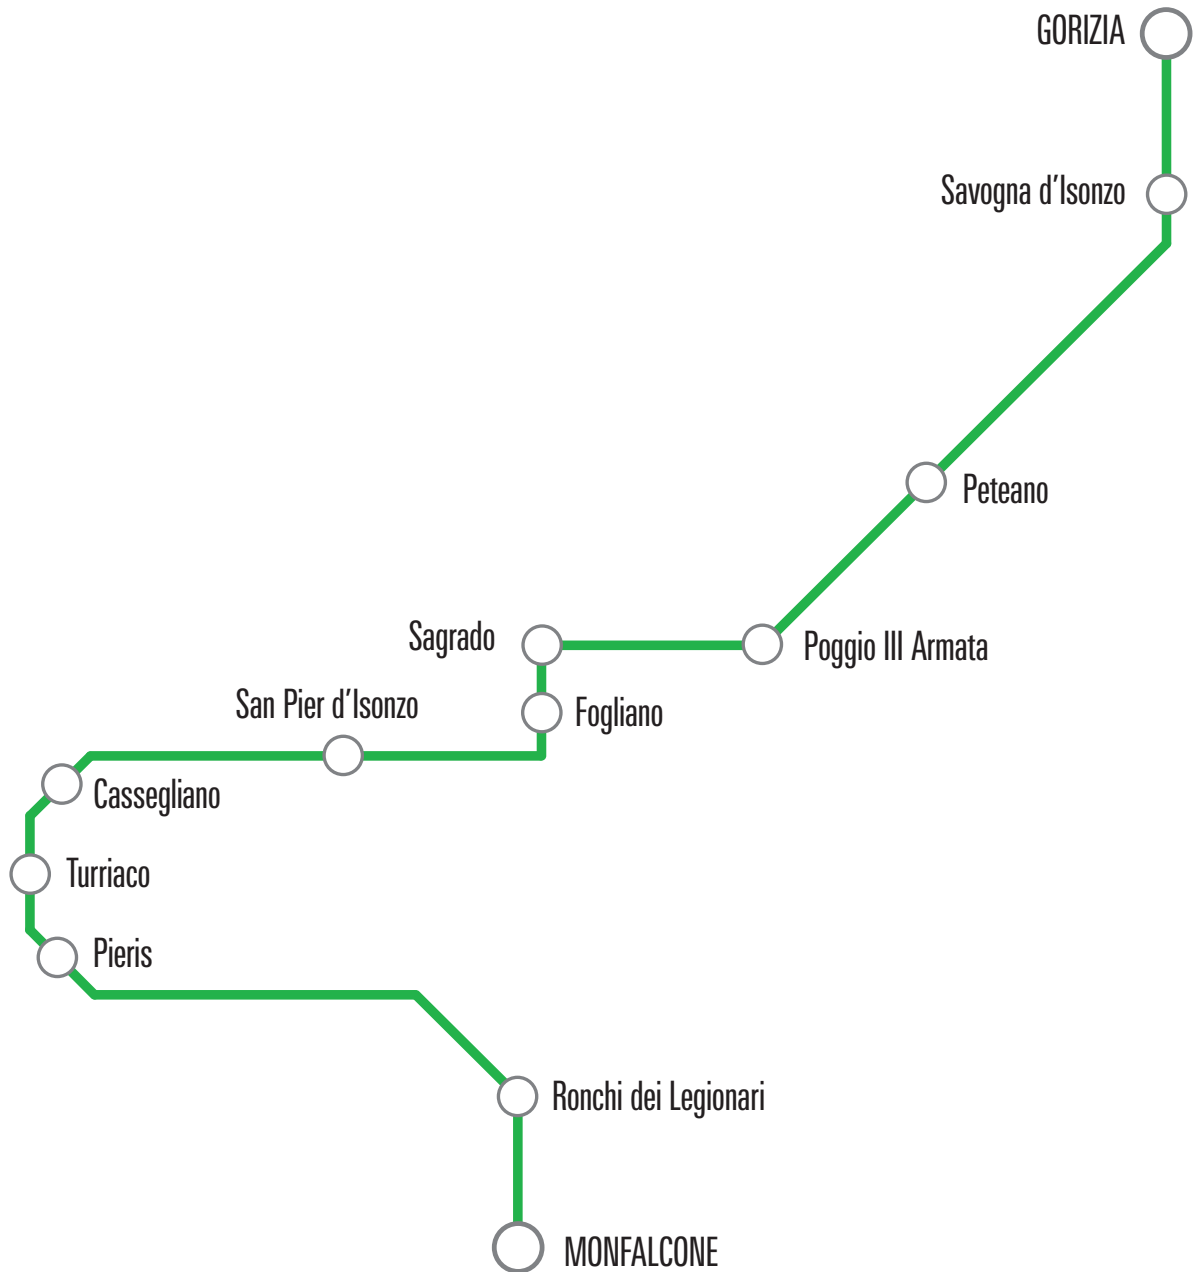 GORIZIA
Savogna d'Isonzo
Peteano
Sagrado
Poggio III Armata
San Pier d'Isonzo
Fogliano
Cassegliano
Turriaco
Pieris
Ronchi dei Legionari
MONFALCONE